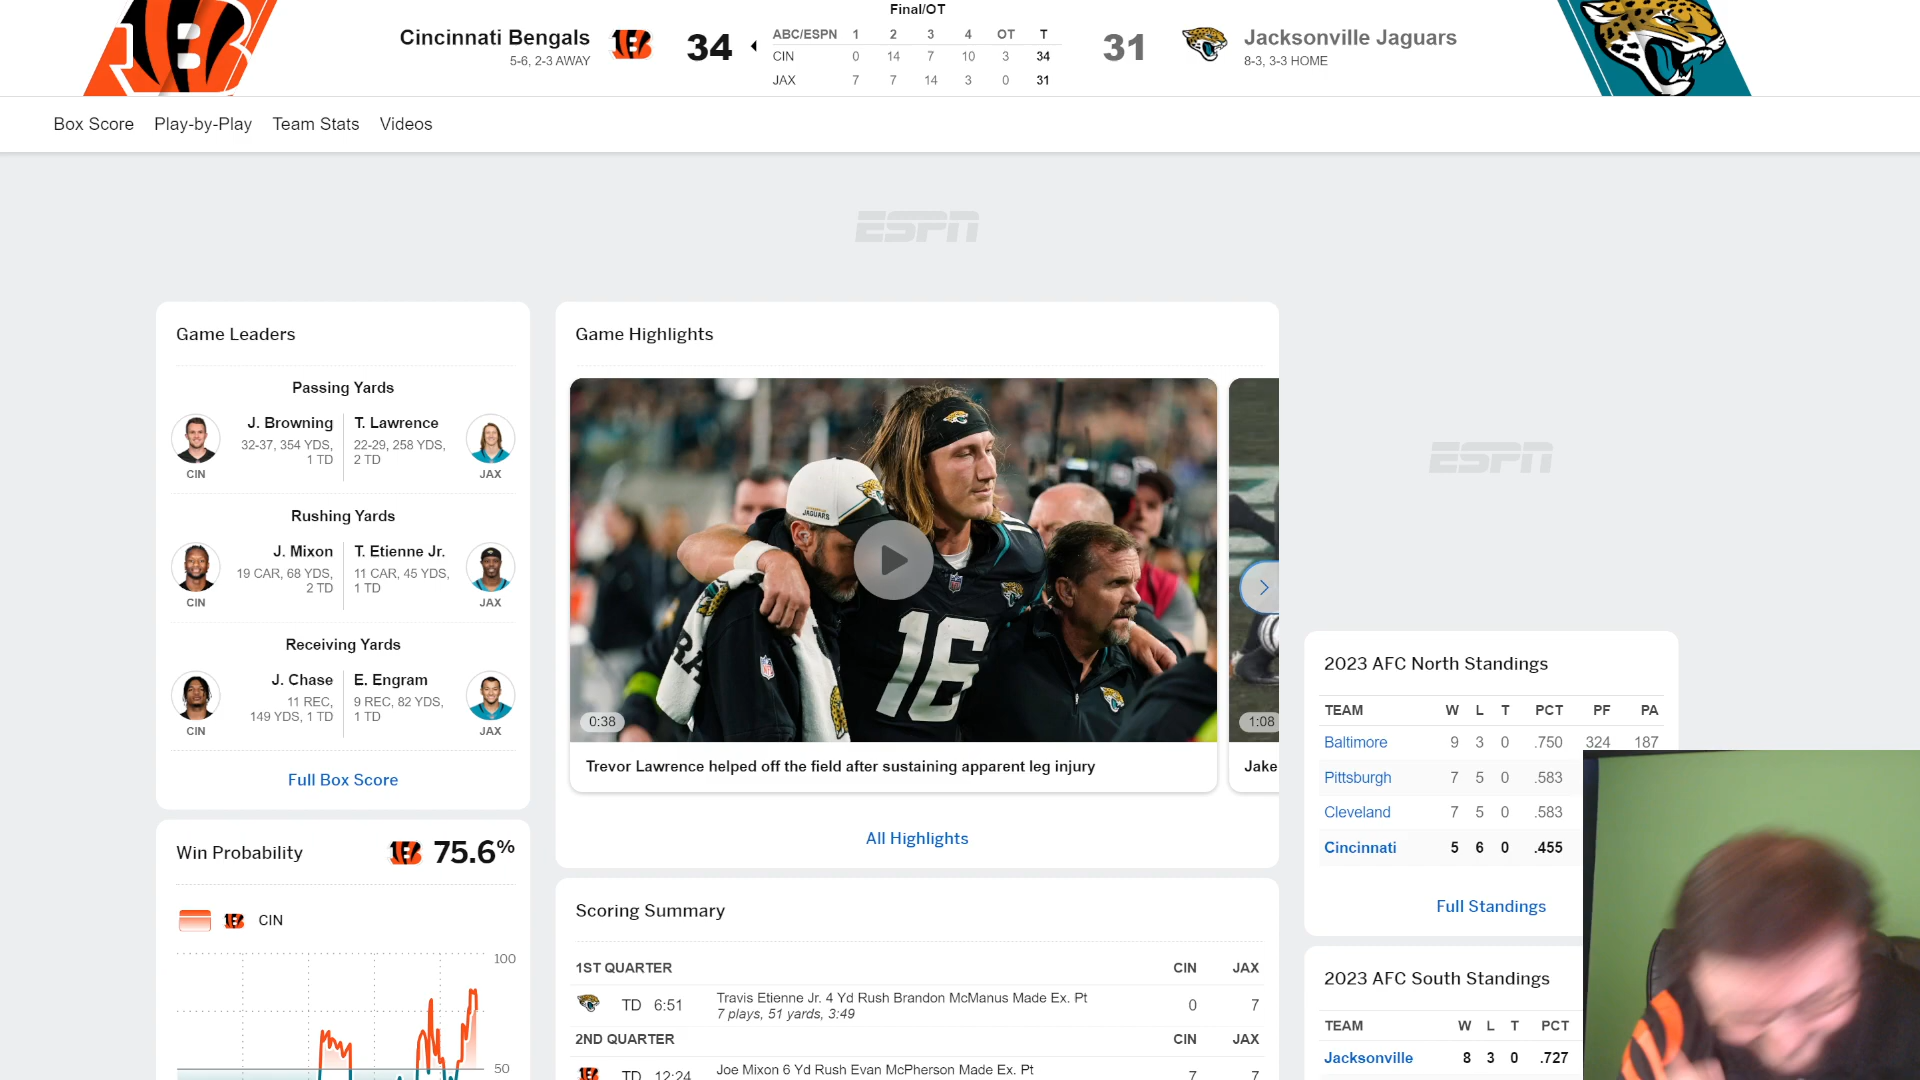 Final/OT
Cincinnati Bengals
5-6, 2-3 AWAY
34
ABC/ESPN 1 2 3 4 OT T
CIN 0 14 7 10 3 34
JAX 7 7 14 3 0 31
31
Jacksonville Jaguars
8-3, 3-3 HOME
Box Score Play-by-Play Team Stats Videos
ESPN
Game Leaders
Passing Yards
J. Browning T. Lawrence
32-37, 354 YDS, 22-29, 258 YDS,
1 TD 2 TD
CIN JAX
Rushing Yards
J. Mixon T. Etienne Jr.
19 CAR, 68 YDS, 11 CAR, 45 YDS,
2 TD 1 TD
CIN JAX
Receiving Yards
J. Chase E. Engram
11 REC, 9 REC, 82 YDS,
149 YDS, 1 TD 1 TD
CIN JAX
Full Box Score
Win Probability 75.6%
CIN
100
50
Game Highlights
JAGUARS
16
0:38
1:08
Trevor Lawrence helped off the field after sustaining apparent leg injury
Jake
All Highlights
Scoring Summary
1ST QUARTER CIN JAX
TD 6:51 Travis Etienne Jr. 4 Yd Rush Brandon McManus Made Ex. Pt 0 7
7 plays, 51 yards, 3:49
2ND QUARTER CIN JAX
TD 12:24 Joe Mixon 6 Yd Rush Evan McPherson Made Ex. Pt 7 7
ESPN
2023 AFC North Standings
TEAM W L T PCT PF PA
Baltimore 9 3 0 .750 324 187
Pittsburgh 7 5 0 .583
Cleveland 7 5 0 .583
Cincinnati 5 6 0 .455
Full Standings
2023 AFC South Standings
TEAM W L T PCT
Jacksonville 8 3 0 .727